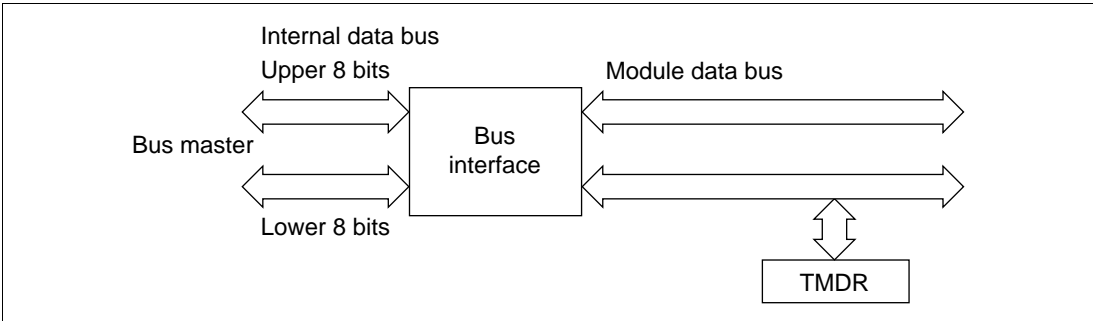 Internal data bus
Upper 8 bits
Module data bus
Bus master
Bus
interface
Lower 8 bits
TMDR